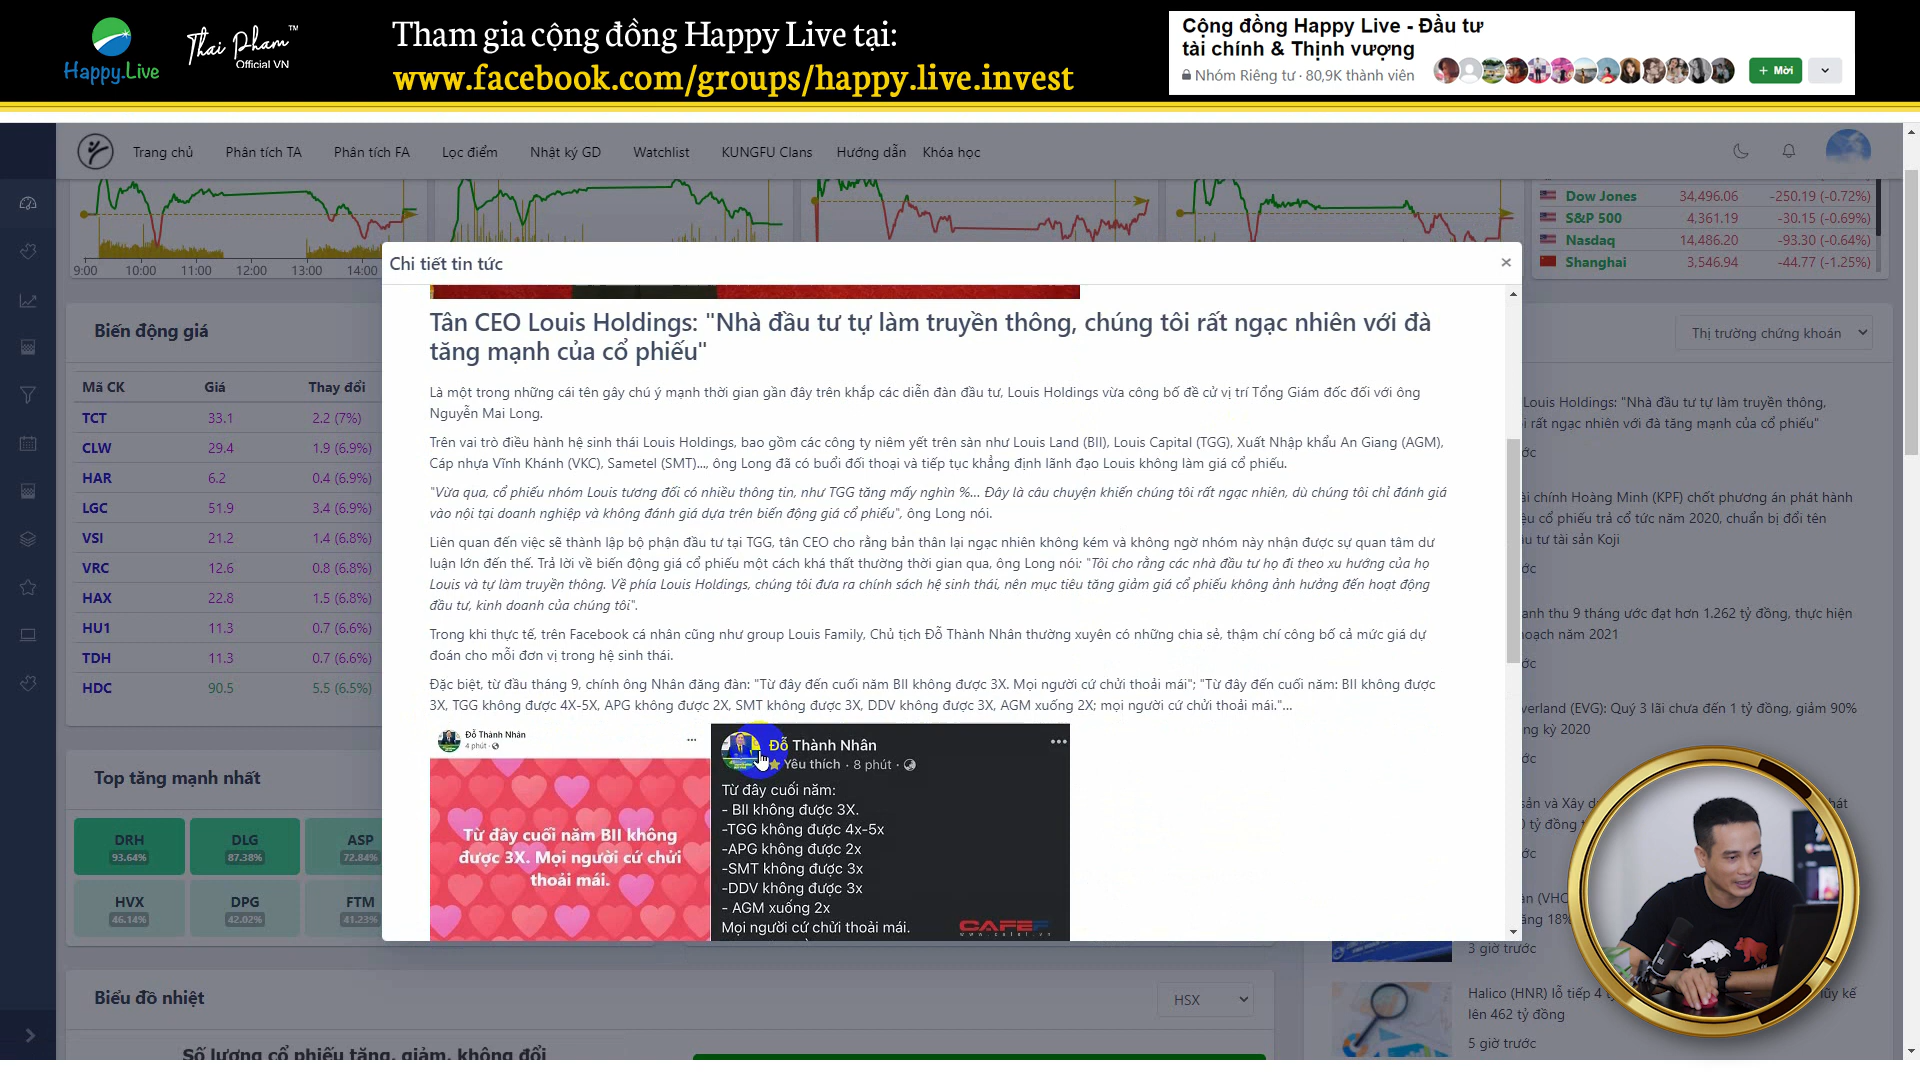 Happy.Live
Thai Pham™
Official VN
Tham gia cộng đồng Happy Live tại:
www.facebook.com/groups/happy.live.invest
Cộng đồng Happy Live - Đầu tư
tài chính & Thịnh vượng
Nhóm Riêng tư · 80,9K thành viên
+ Mời
Trang chủ
Phân tích TA
Phân tích FA
Lọc điểm
Nhật ký GD
Watchlist
KUNGFU Clans
Hướng dẫn
Khóa học
9:00 10:00 11:00 12:00 13:00 14:00
Dow Jones 34,496.06 -250.19 (-0.72%)
S&P 500 4,361.19 -30.15 (-0.69%)
Nasdaq 14,486.20 -93.30 (-0.64%)
Shanghai 3,546.94 -44.77 (-1.25%)
Biến động giá
Mã CK Giá Thay đổi
TCT 33.1 2.2 (7%)
CLW 29.4 1.9 (6.9%)
HAR 6.2 0.4 (6.9%)
LGC 51.9 3.4 (6.9%)
VSI 21.2 1.4 (6.8%)
VRC 12.6 0.8 (6.8%)
HAX 22.8 1.5 (6.8%)
HU1 11.3 0.7 (6.6%)
TDH 11.3 0.7 (6.6%)
HDC 90.5 5.5 (6.5%)
Top tăng mạnh nhất
DRH DLG ASP
93.64% 87.38% 72.84%
HVX DPG FTM
46.14% 42.02% 41.23%
Biểu đồ nhiệt
HSX
Số lượng cổ phiếu tăng, giảm, không đổi
Chi tiết tin tức
×
Tân CEO Louis Holdings: "Nhà đầu tư tự làm truyền thông, chúng tôi rất ngạc nhiên với đà
tăng mạnh của cổ phiếu"
Là một trong những cái tên gây chú ý mạnh thời gian gần đây trên khắp các diễn đàn đầu tư, Louis Holdings vừa công bố đề cử vị trí Tổng Giám đốc đối với ông
Nguyễn Mai Long.
Trên vai trò điều hành hệ sinh thái Louis Holdings, bao gồm các công ty niêm yết trên sàn như Louis Land (BII), Louis Capital (TGG), Xuất Nhập khẩu An Giang (AGM),
Cáp nhựa Vĩnh Khánh (VKC), Sametel (SMT)..., ông Long đã có buổi đối thoại và tiếp tục khẳng định lãnh đạo Louis không làm giá cổ phiếu.
"Vừa qua, cổ phiếu nhóm Louis tương đối có nhiều thông tin, như TGG tăng mấy nghìn %... Đây là câu chuyện khiến chúng tôi rất ngạc nhiên, dù chúng tôi chỉ đánh giá
vào nội tại doanh nghiệp và không đánh giá dựa trên biến động giá cổ phiếu", ông Long nói.
Liên quan đến việc sẽ thành lập bộ phận đầu tư tại TGG, tân CEO cho rằng bản thân lại ngạc nhiên không kém và không ngờ nhóm này nhận được sự quan tâm dư
luận lớn đến thế. Trả lời về biến động giá cổ phiếu một cách khá thất thường thời gian qua, ông Long nói: "Tôi cho rằng các nhà đầu tư họ đi theo xu hướng của họ
Louis và tự làm truyền thông. Về phía Louis Holdings, chúng tôi đưa ra chính sách hệ sinh thái, nên mục tiêu tăng giảm giá cổ phiếu không ảnh hưởng đến hoạt động
đầu tư, kinh doanh của chúng tôi".
Trong khi thực tế, trên Facebook cá nhân cũng như group Louis Family, Chủ tịch Đỗ Thành Nhân thường xuyên có những chia sẻ, thậm chí công bố cả mức giá dự
đoán cho mỗi đơn vị trong hệ sinh thái.
Đặc biệt, từ đầu tháng 9, chính ông Nhân đăng đàn: "Từ đây đến cuối năm BII không được 3X. Mọi người cứ chửi thoải mái"; "Từ đây đến cuối năm: BII không được
3X, TGG không được 4X-5X, APG không được 2X, SMT không được 3X, DDV không được 3X, AGM xuống 2X; mọi người cứ chửi thoải mái."...
Đỗ Thành Nhân
4 phút ·
Từ đây cuối năm BII không
được 3X. Mọi người cứ chửi
thoải mái.
Đỗ Thành Nhân
Yêu thích · 8 phút ·
Từ đây cuối năm:
- BII không được 3X.
-TGG không được 4x-5x
-APG không được 2x
-SMT không được 3x
-DDV không được 3x
- AGM xuống 2x
Mọi người cứ chửi thoải mái.
CAFEF
Thị trường chứng khoán
Louis Holdings: "Nhà đầu tư tự làm truyền thông,
rất ngạc nhiên với đà tăng mạnh của cổ phiếu"
chính Hoàng Minh (KPF) chốt phương án phát hành
cổ phiếu trả cổ tức năm 2020, chuẩn bị đổi tên
tư tài sản Koji
thu 9 tháng ước đạt hơn 1.262 tỷ đồng, thực hiện
hoạch năm 2021
(EVG): Quý 3 lãi chưa đến 1 tỷ đồng, giảm 90%
kỳ 2020
sản và Xây
tỷ đồng
(VHC
18%
3 giờ trước
Halico (HNR) lỗ tiếp 4
lũy kế
lên 462 tỷ đồng
5 giờ trước